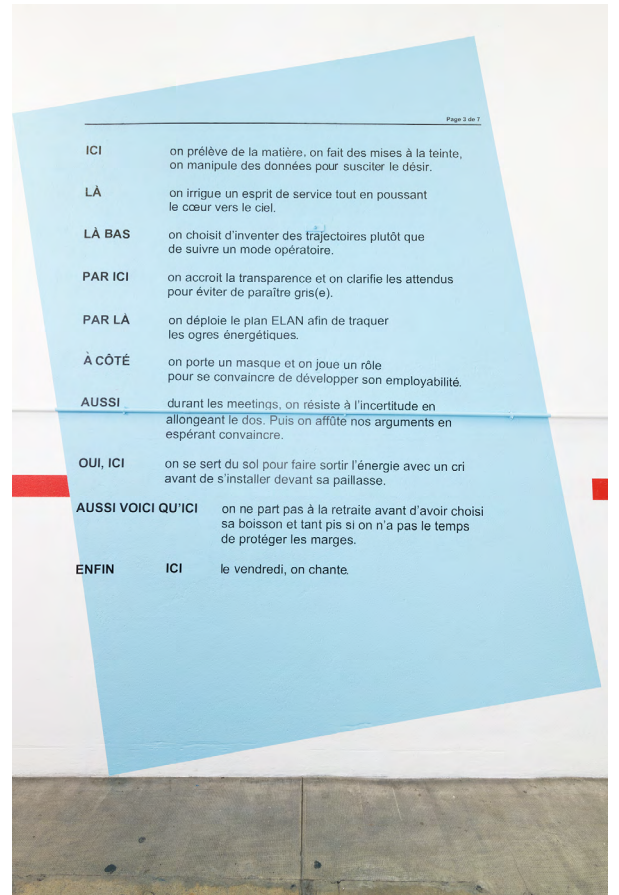 Page 3 de 7
ICI on prélève de la matière, on fait des mises à la teinte,
on manipule des données pour susciter le désir.
LÀ on irrigue un esprit de service tout en poussant
le cœur vers le ciel.
LÀ BAS on choisit d'inventer des trajectoires plutôt que
de suivre un mode opératoire.
PAR ICI on accroit la transparence et on clarifie les attendus
pour éviter de paraître gris(e).
PAR LÀ on déploie le plan ELAN afin de traquer
les ogres énergétiques.
À CÔTÉ on porte un masque et on joue un rôle
pour se convaincre de développer son employabilité.
AUSSI durant les meetings, on résiste à l'incertitude en
allongeant le dos. Puis on affûte nos arguments en
espérant convaincre.
OUI, ICI on se sert du sol pour faire sortir l'énergie avec un cri
avant de s'installer devant sa paillasse.
AUSSI VOICI QU'ICI on ne part pas à la retraite avant d'avoir choisi
sa boisson et tant pis si on n'a pas le temps
de protéger les marges.
ENFIN ICI le vendredi, on chante.